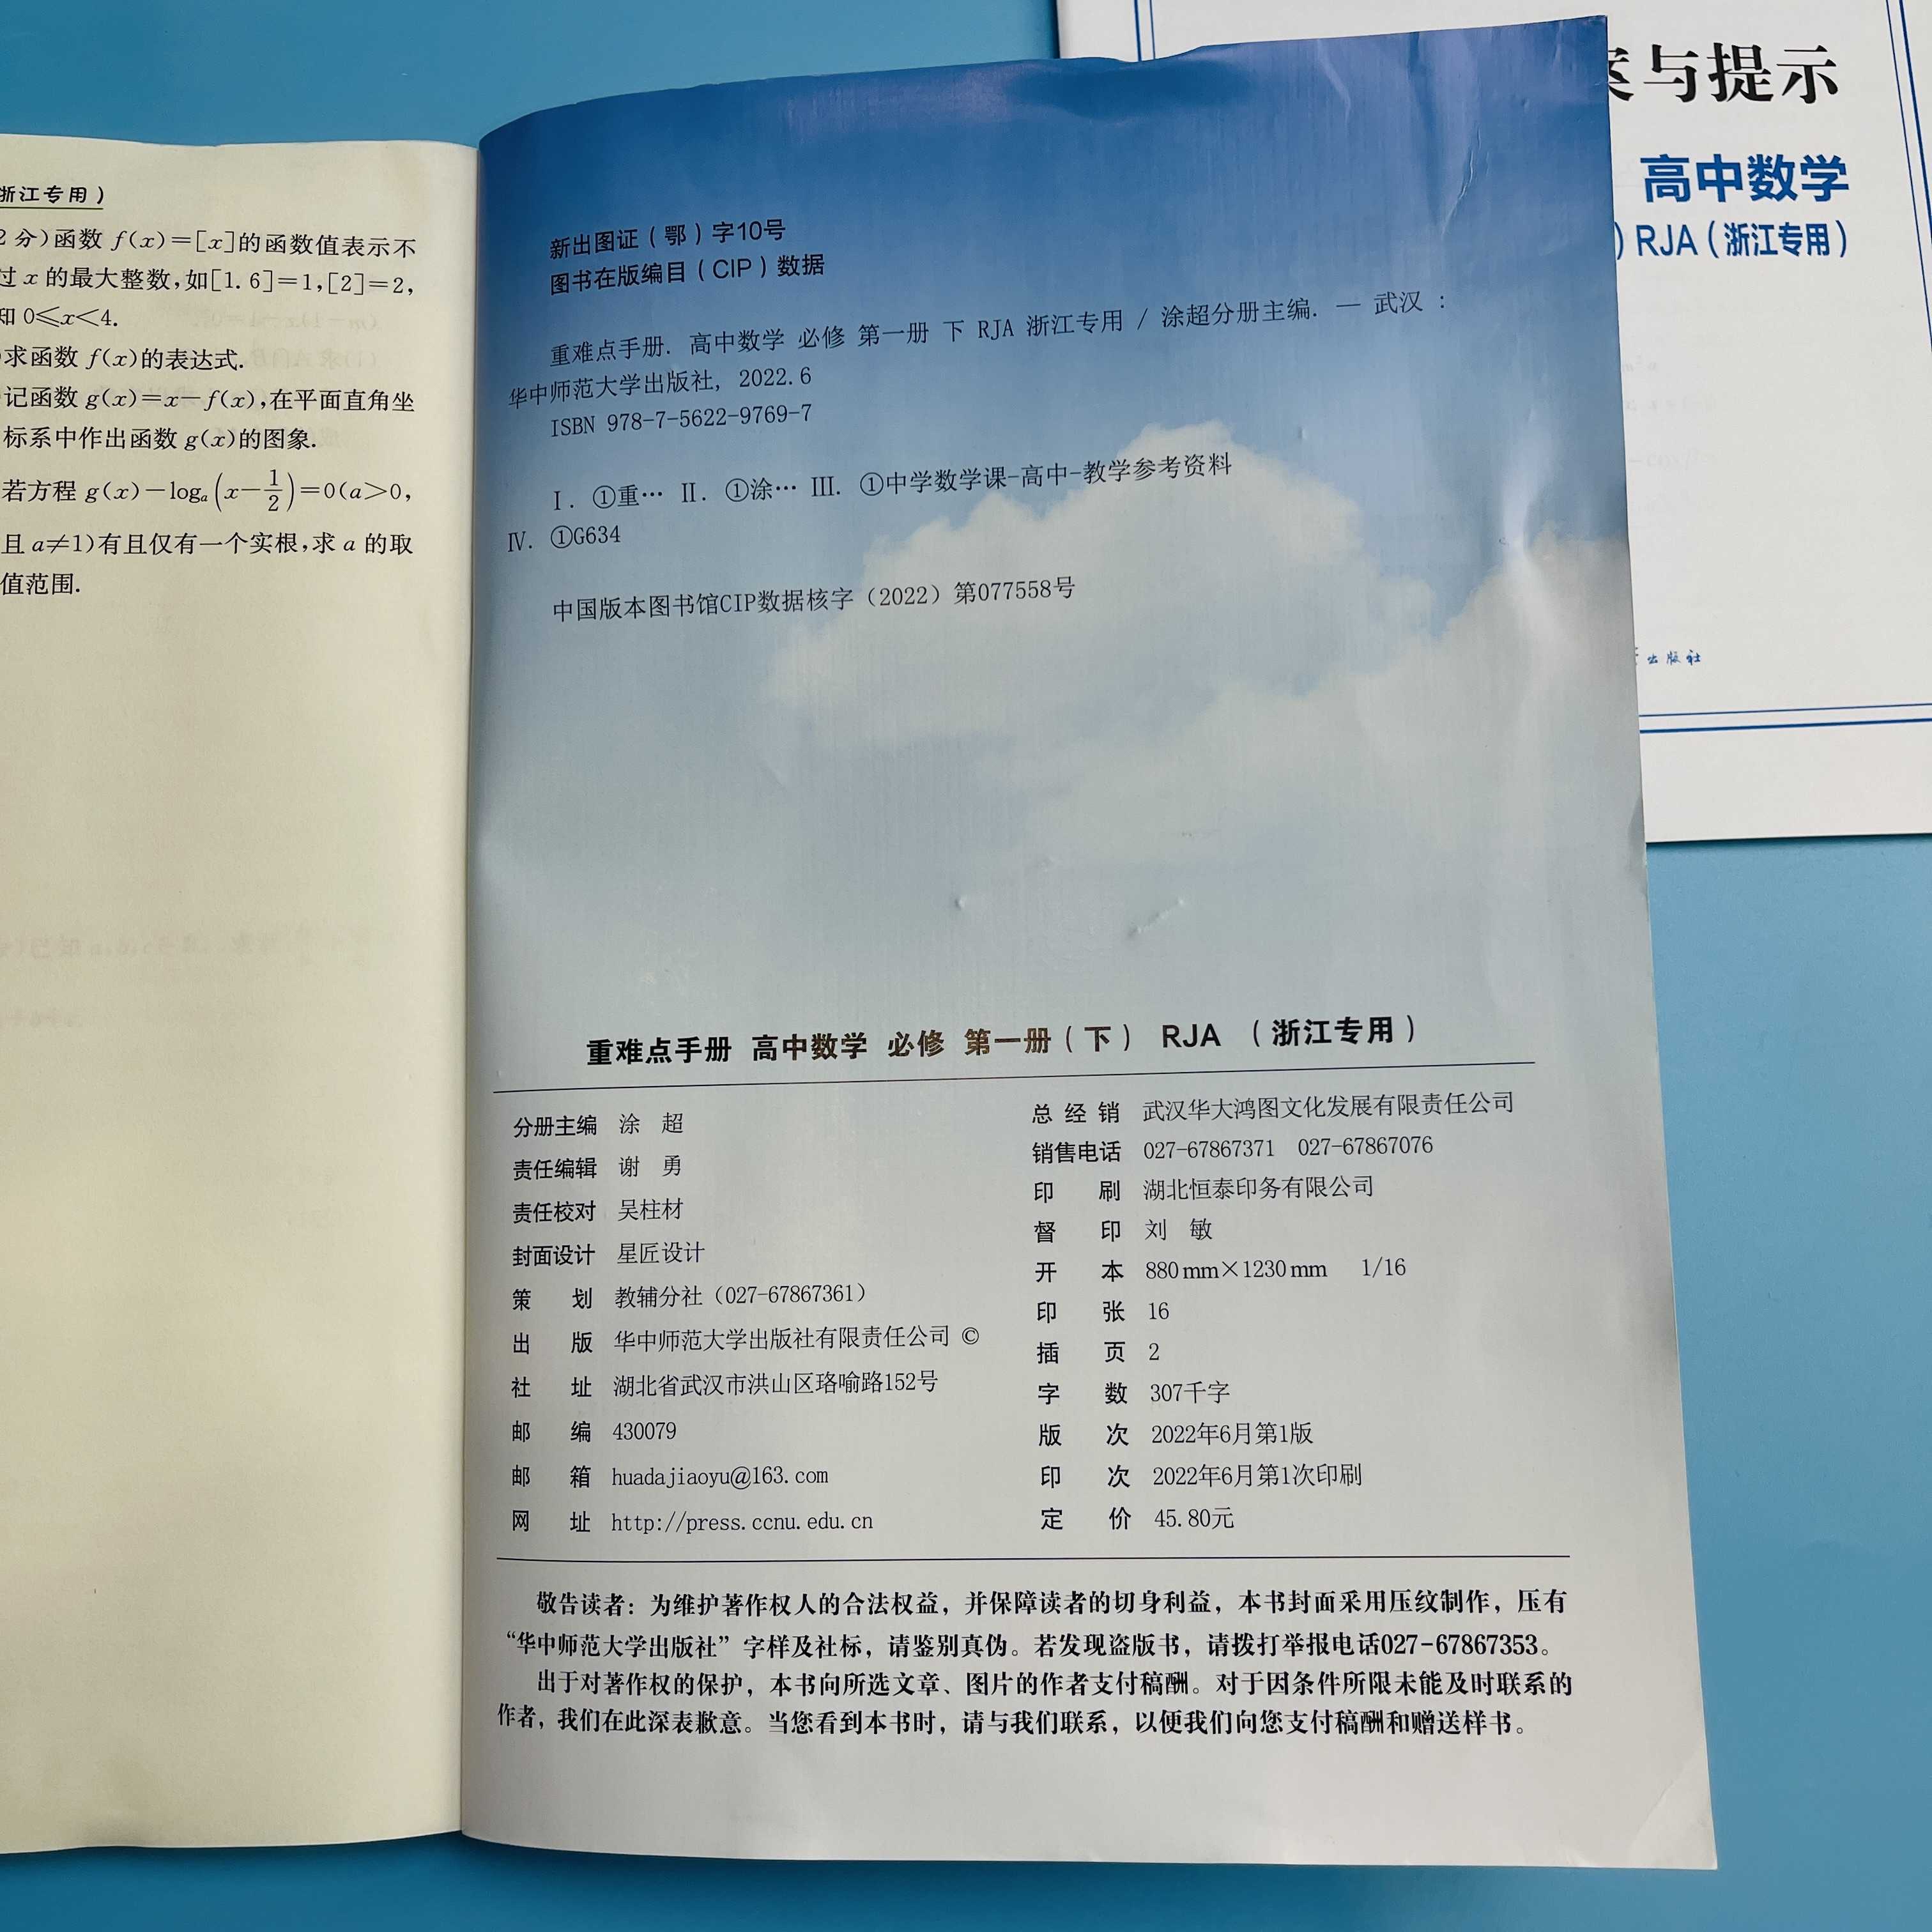 浙江专用）
2分）函数 f(x)=[x]的函数值表示不
过 x 的最大整数,如[1.6]=1,[2]=2,
知 0≤x<4.
求函数 f(x)的表达式.
记函数 g(x)=x-f(x),在平面直角坐
标系中作出函数 g(x)的图象.
若方程 g(x)-logₐ(x-1/2)=0(a>0,
且 a≠1)有且仅有一个实根,求 a 的取
值范围.
新出图证（鄂）字10号
图书在版编目（CIP）数据
重难点手册. 高中数学 必修 第一册 下 RJA 浙江专用 / 涂超分册主编. — 武汉 :
华中师范大学出版社, 2022.6
ISBN 978-7-5622-9769-7
Ⅰ. ①重… Ⅱ. ①涂… Ⅲ. ①中学数学课-高中-教学参考资料
Ⅳ. ①G634
中国版本图书馆CIP数据核字（2022）第077558号
重难点手册 高中数学 必修 第一册（下） RJA （浙江专用）
分册主编 涂 超
责任编辑 谢 勇
责任校对 吴柱材
封面设计 星匠设计
策 划 教辅分社（027-67867361）
出 版 华中师范大学出版社有限责任公司 ©
社 址 湖北省武汉市洪山区珞喻路152号
邮 编 430079
邮 箱 huadajiaoyu@163.com
网 址 http://press.ccnu.edu.cn
总 经 销 武汉华大鸿图文化发展有限责任公司
销售电话 027-67867371 027-67867076
印 刷 湖北恒泰印务有限公司
督 印 刘 敏
开 本 880mm×1230mm 1/16
印 张 16
插 页 2
字 数 307千字
版 次 2022年6月第1版
印 次 2022年6月第1次印刷
定 价 45.80元
敬告读者：为维护著作权人的合法权益，并保障读者的切身利益，本书封面采用压纹制作，压有
“华中师范大学出版社”字样及社标，请鉴别真伪。若发现盗版书，请拨打举报电话027-67867353。
出于对著作权的保护，本书向所选文章、图片的作者支付稿酬。对于因条件所限未能及时联系的
作者，我们在此深表歉意。当您看到本书时，请与我们联系，以便我们向您支付稿酬和赠送样书。
与提示
高中数学
) RJA（浙江专用）
出版社